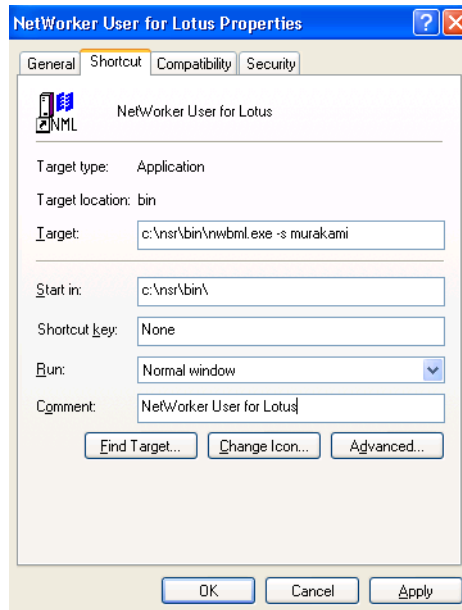 NetWorker User for Lotus Properties
General Shortcut Compatibility Security
NML
NetWorker User for Lotus
Target type: Application
Target location: bin
Target: c:\nsr\bin\nwbml.exe -s murakami
Start in: c:\nsr\bin\
Shortcut key: None
Run: Normal window
Comment: NetWorker User for Lotus
Find Target... Change Icon... Advanced...
OK Cancel Apply